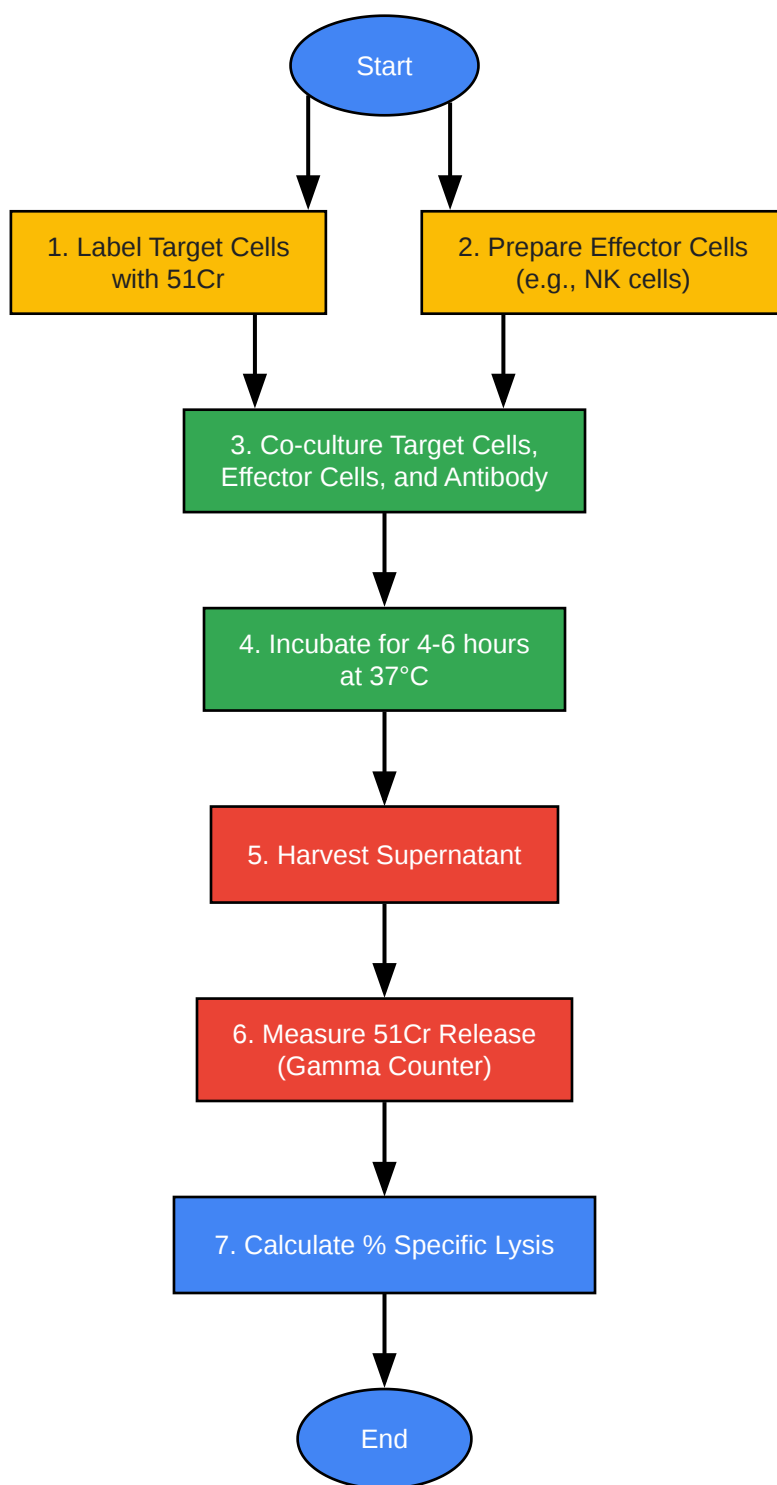 Start
1. Label Target Cells
with 51Cr
2. Prepare Effector Cells
(e.g., NK cells)
3. Co-culture Target Cells,
Effector Cells, and Antibody
4. Incubate for 4-6 hours
at 37°C
5. Harvest Supernatant
6. Measure 51Cr Release
(Gamma Counter)
7. Calculate % Specific Lysis
End